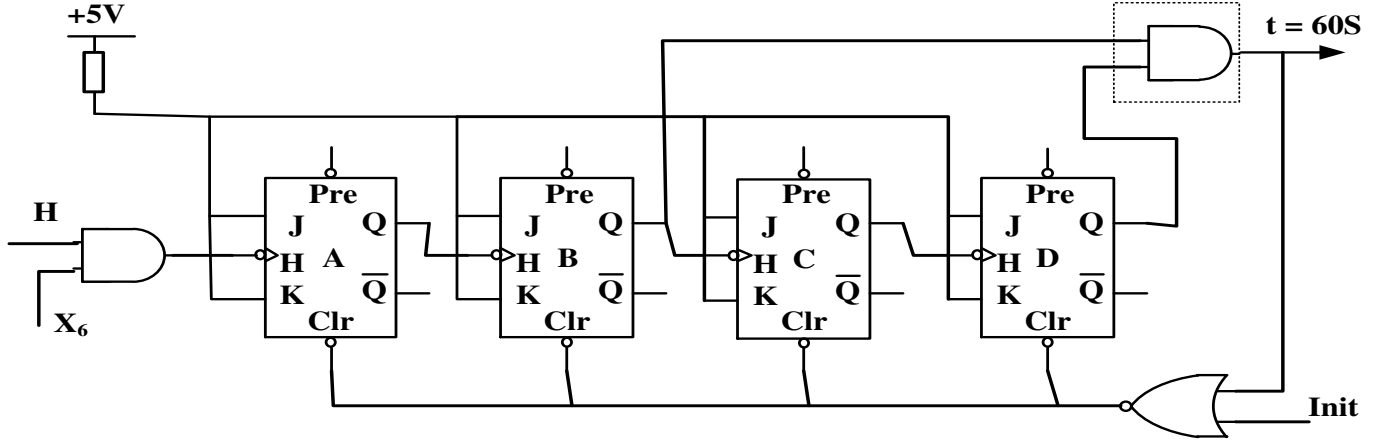 +5V
t = 60S
Pre
J
Q
H
A
K
Q̅
Clr
Pre
J
Q
H
B
K
Q̅
Clr
Pre
J
Q
H
C
K
Q̅
Clr
Pre
J
Q
H
D
K
Q̅
Clr
H
X₆
Init